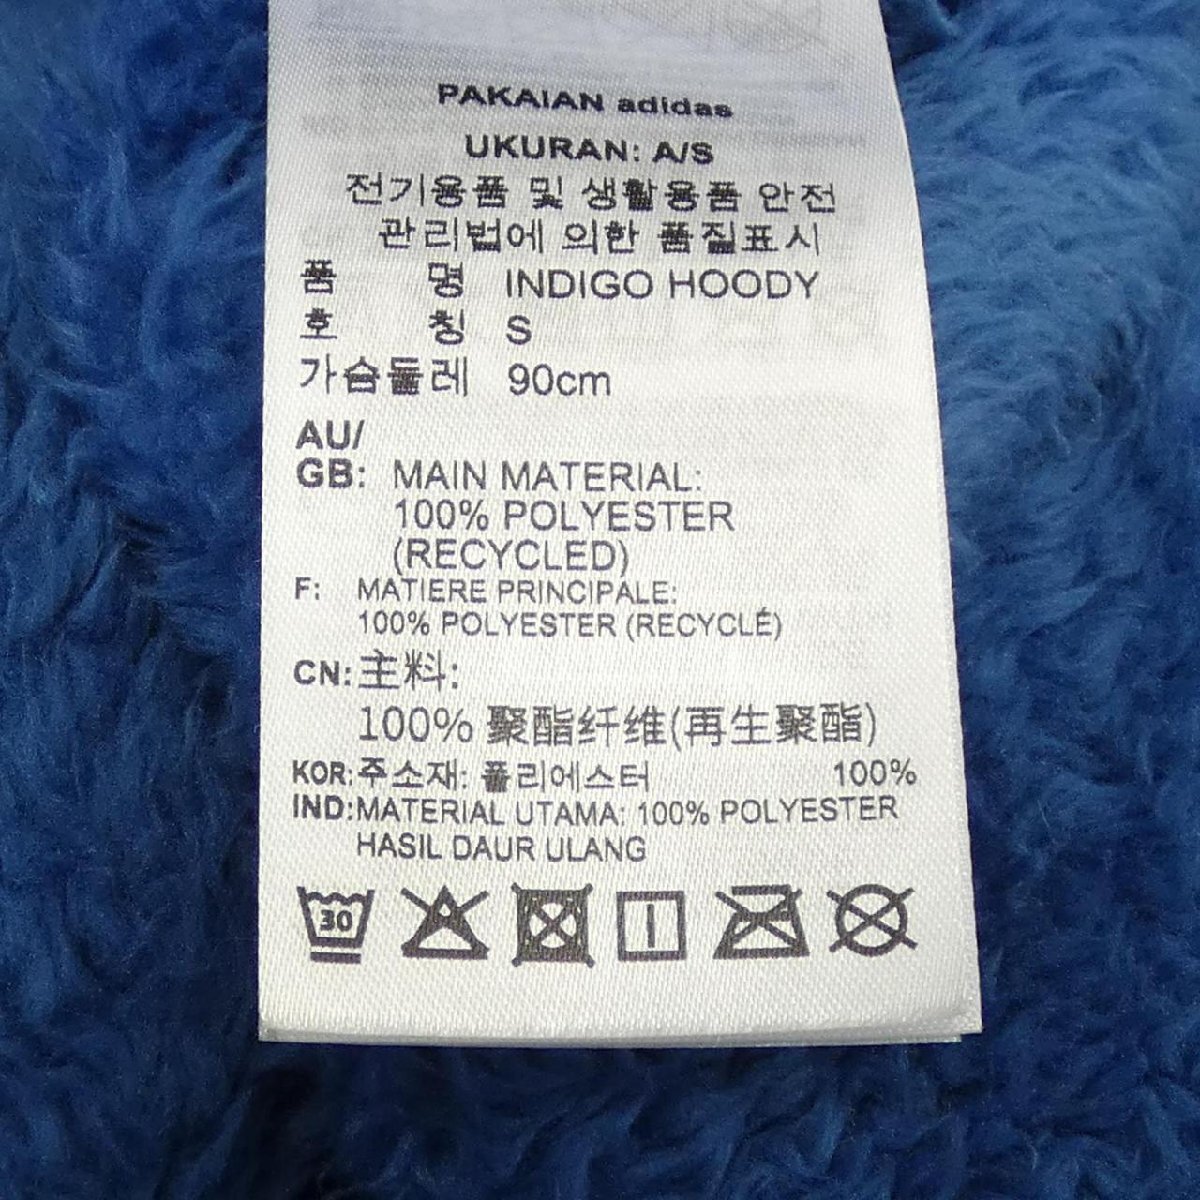 PAKAIAN adidas
UKURAN: A/S
전기용품 및 생활용품 안전
관리법에 의한 품질표시
품 명 INDIGO HOODY
호 칭 S
가슴둘레 90cm
AU/
GB: MAIN MATERIAL:
100% POLYESTER
(RECYCLED)
F: MATIERE PRINCIPALE:
100% POLYESTER (RECYCLÉ)
CN: 主料:
100% 聚酯纤维(再生聚酯)
KOR: 주소재: 폴리에스터 100%
IND: MATERIAL UTAMA: 100% POLYESTER
HASIL DAUR ULANG
30